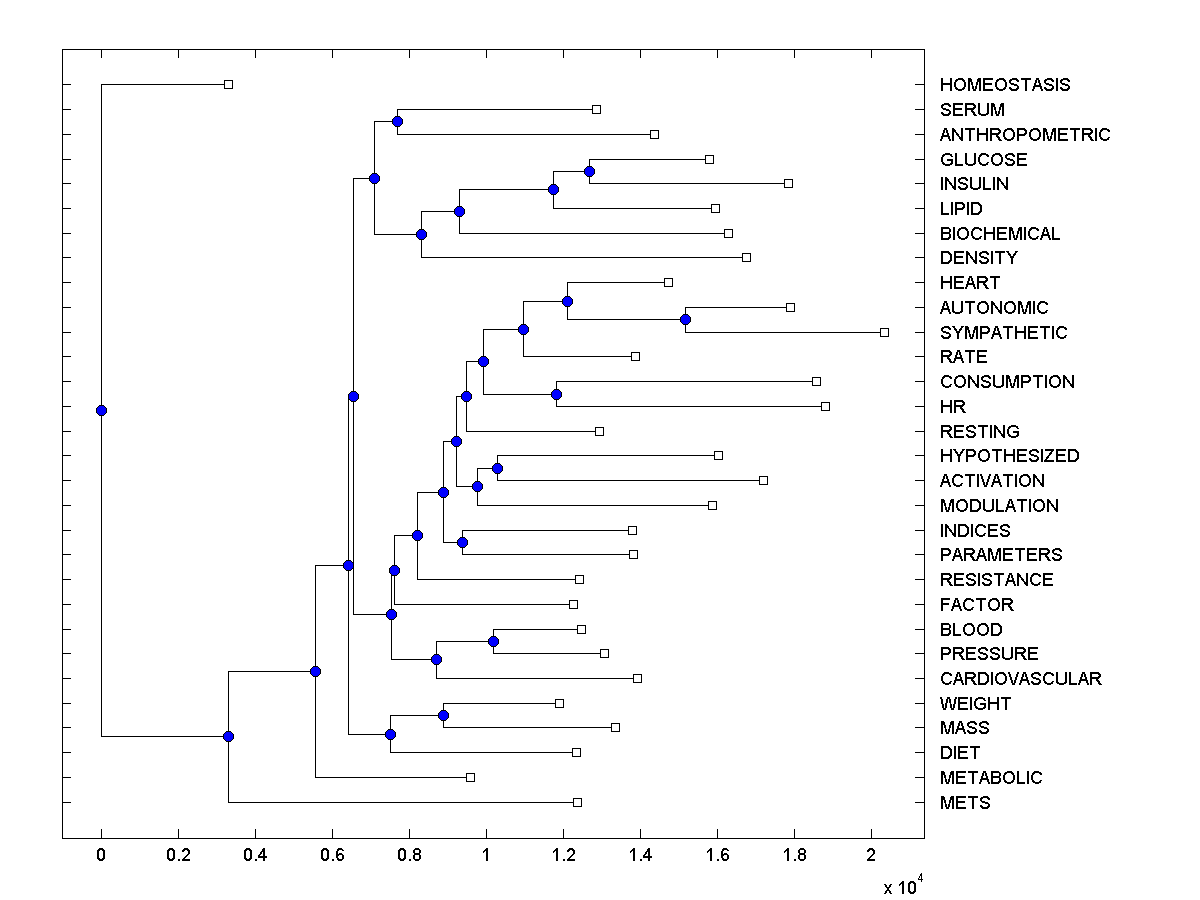 HOMEOSTASIS
SERUM
ANTHROPOMETRIC
GLUCOSE
INSULIN
LIPID
BIOCHEMICAL
DENSITY
HEART
AUTONOMIC
SYMPATHETIC
RATE
CONSUMPTION
HR
RESTING
HYPOTHESIZED
ACTIVATION
MODULATION
INDICES
PARAMETERS
RESISTANCE
FACTOR
BLOOD
PRESSURE
CARDIOVASCULAR
WEIGHT
MASS
DIET
METABOLIC
METS
0 0.2 0.4 0.6 0.8 1 1.2 1.4 1.6 1.8 2
x 10^4